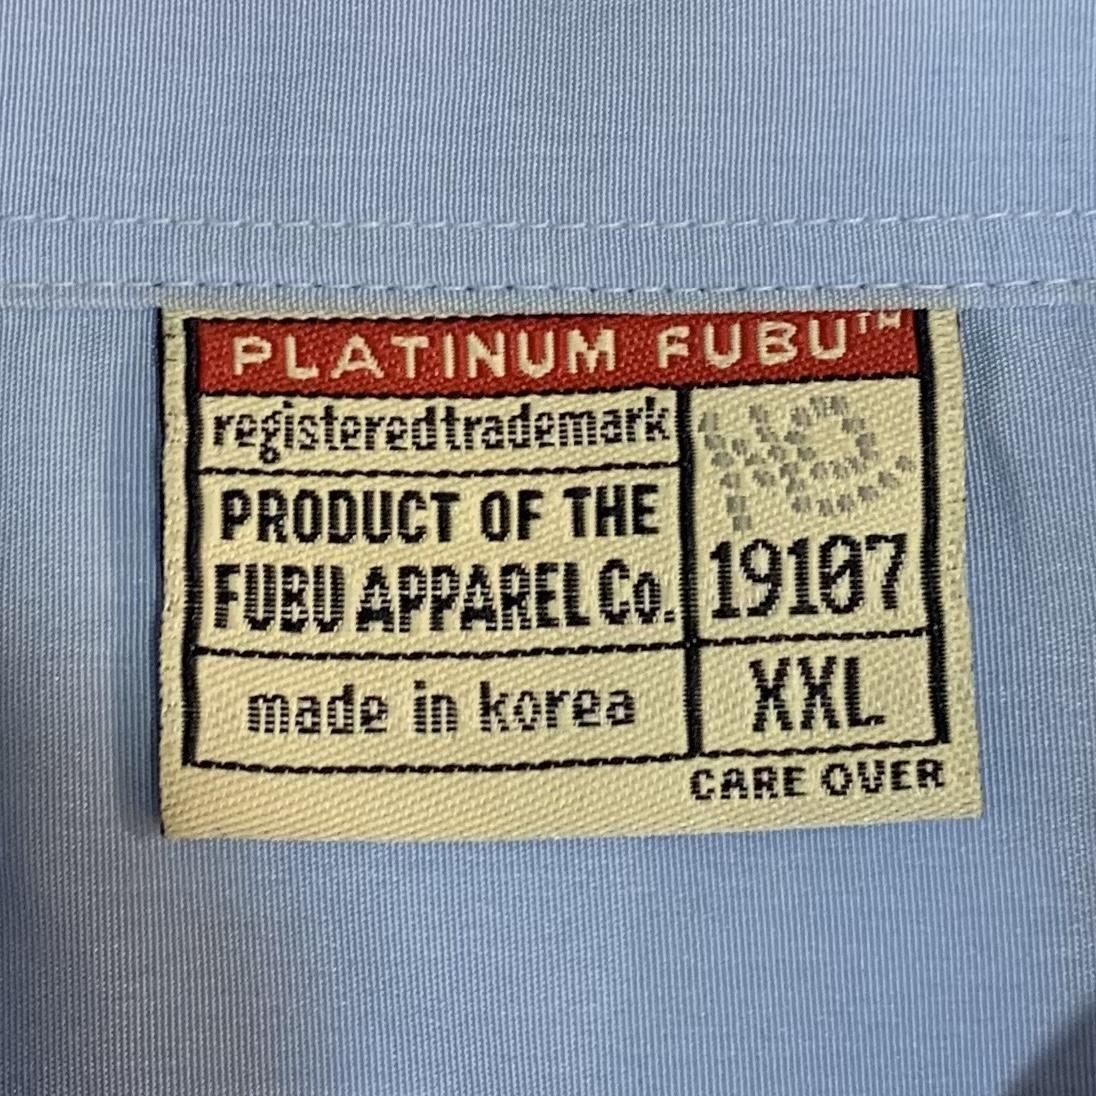 PLATINUM FUBU™
registeredtrademark
PRODUCT OF THE
FUBU APPAREL Co.
19107
made in korea
XXL
CARE OVER